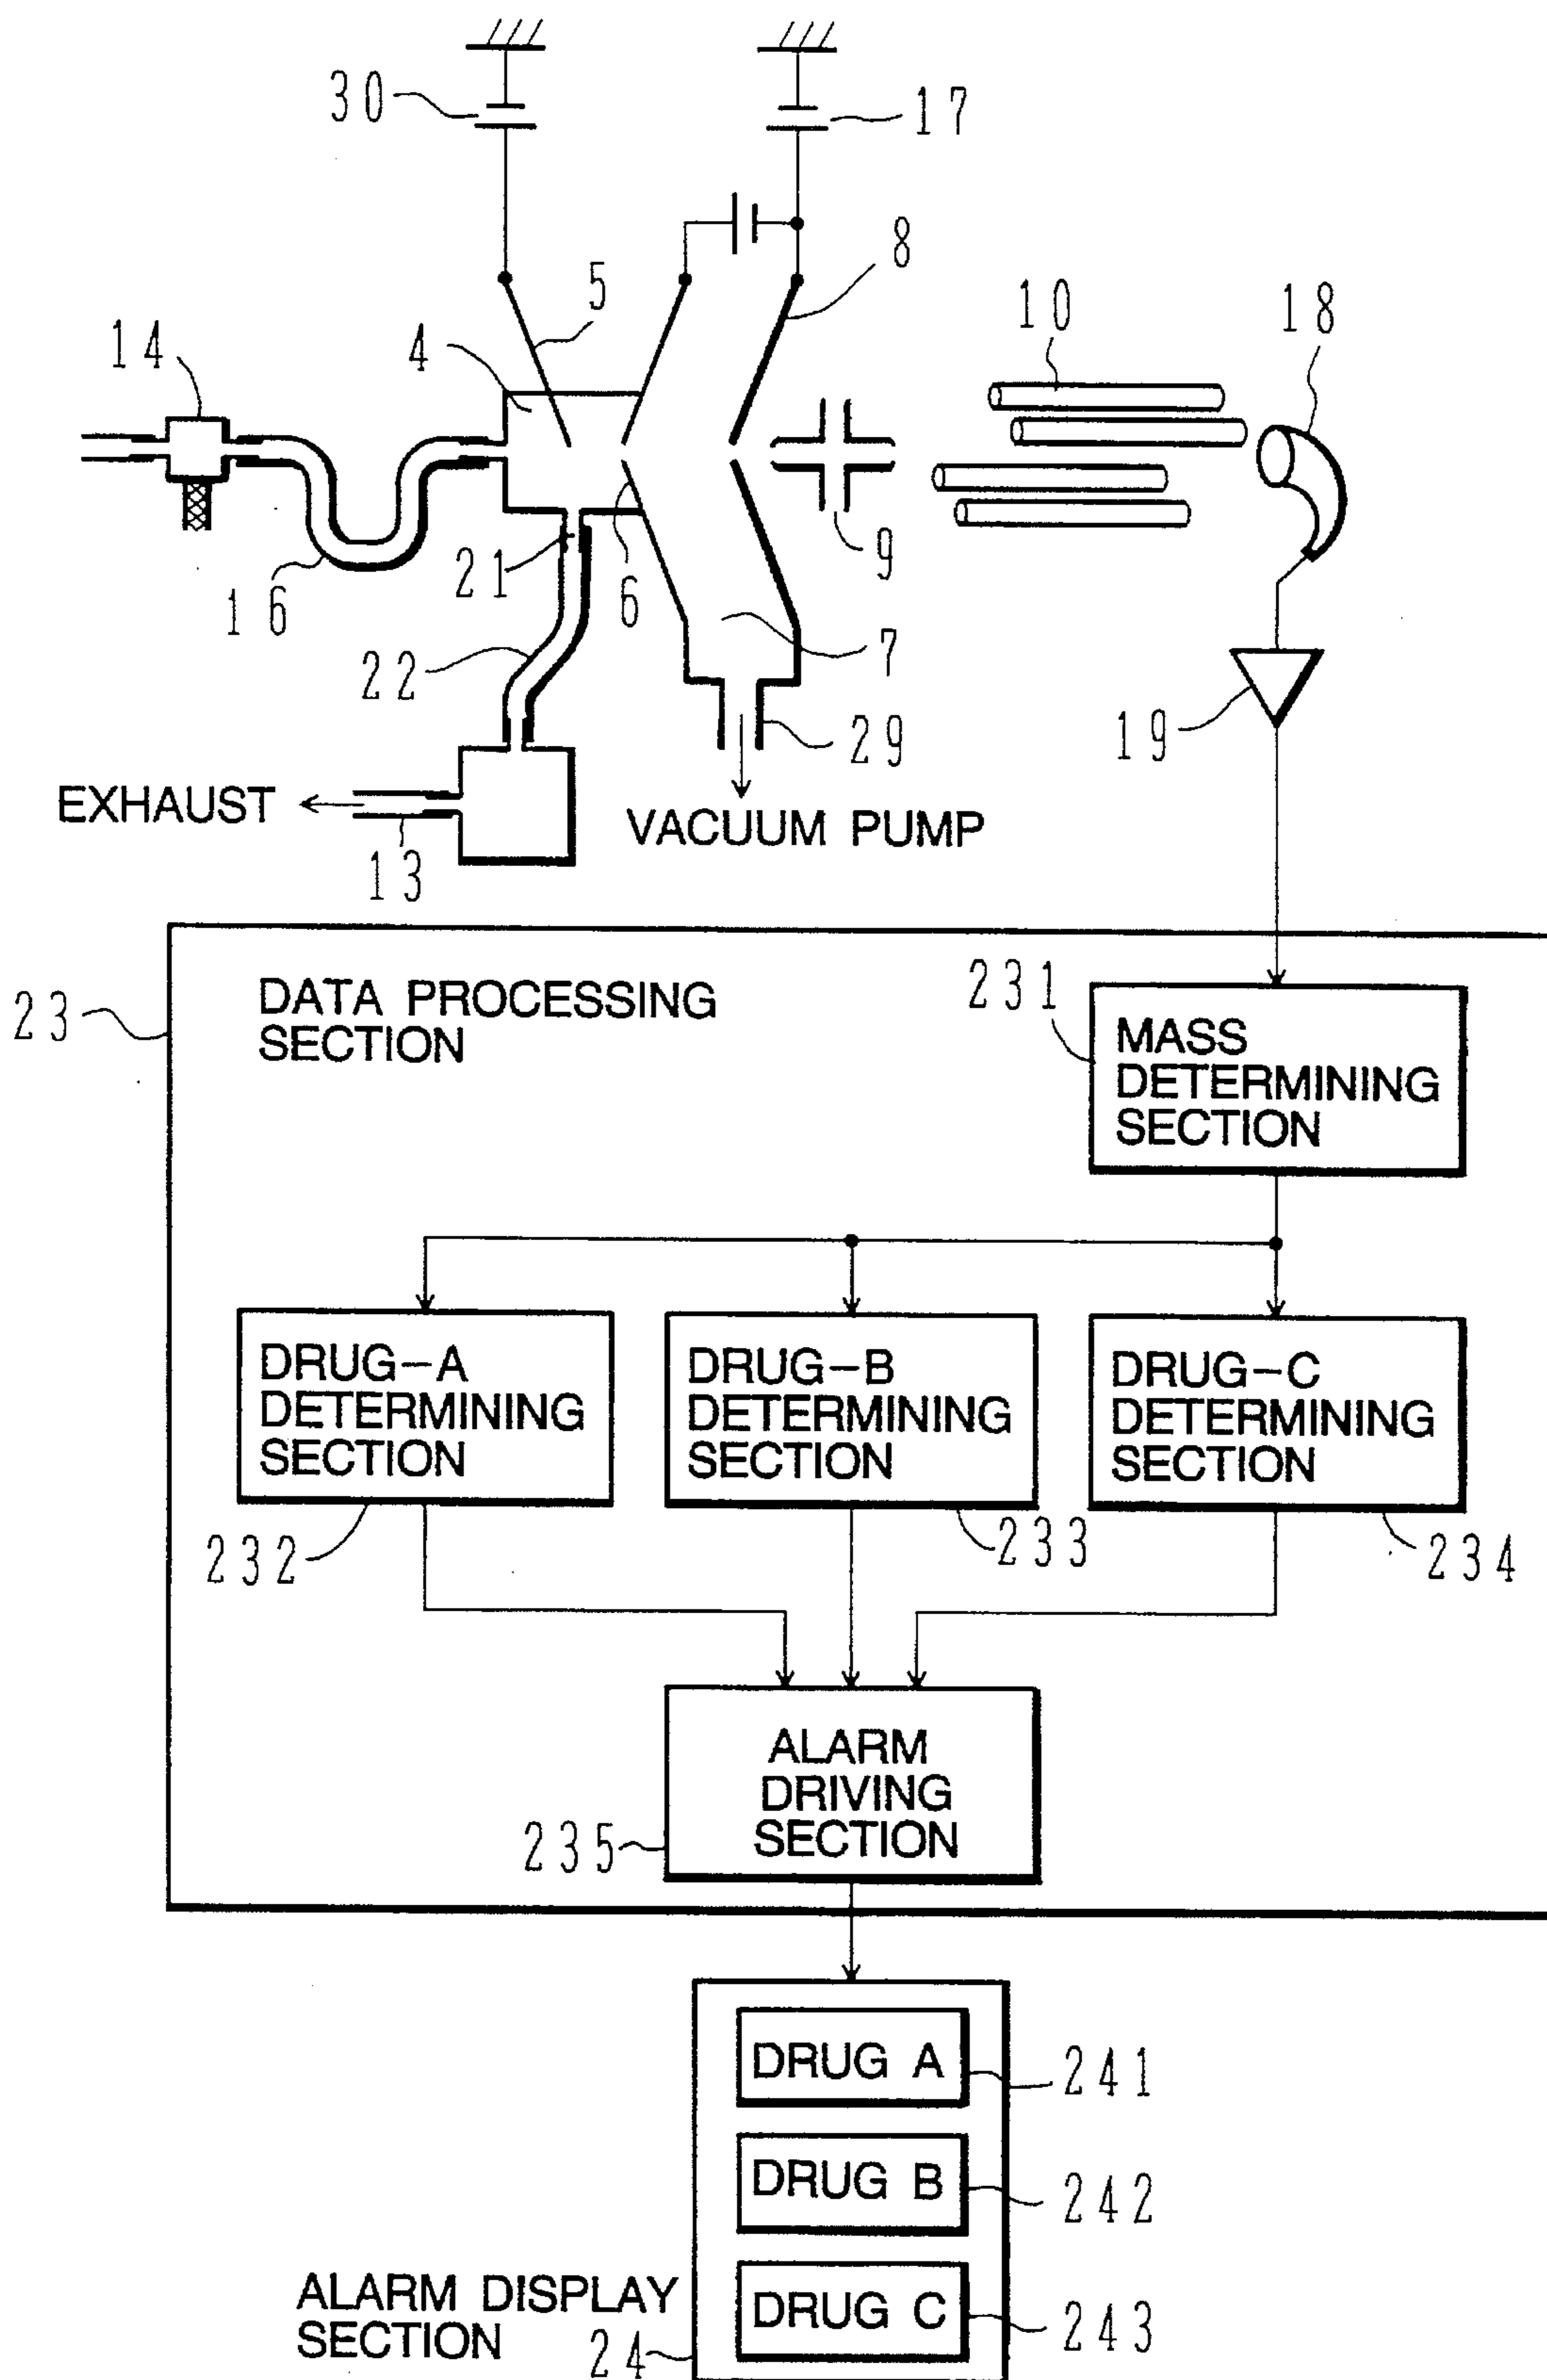 30
17
8
5
10
18
14
4
16
21
6
9
7
22
29
19
EXHAUST
VACUUM PUMP
13
23
DATA PROCESSING
SECTION
231
MASS
DETERMINING
SECTION
DRUG-A
DETERMINING
SECTION
DRUG-B
DETERMINING
SECTION
DRUG-C
DETERMINING
SECTION
232
233
234
ALARM
DRIVING
SECTION
235
DRUG A
241
DRUG B
242
DRUG C
243
ALARM DISPLAY
SECTION
24